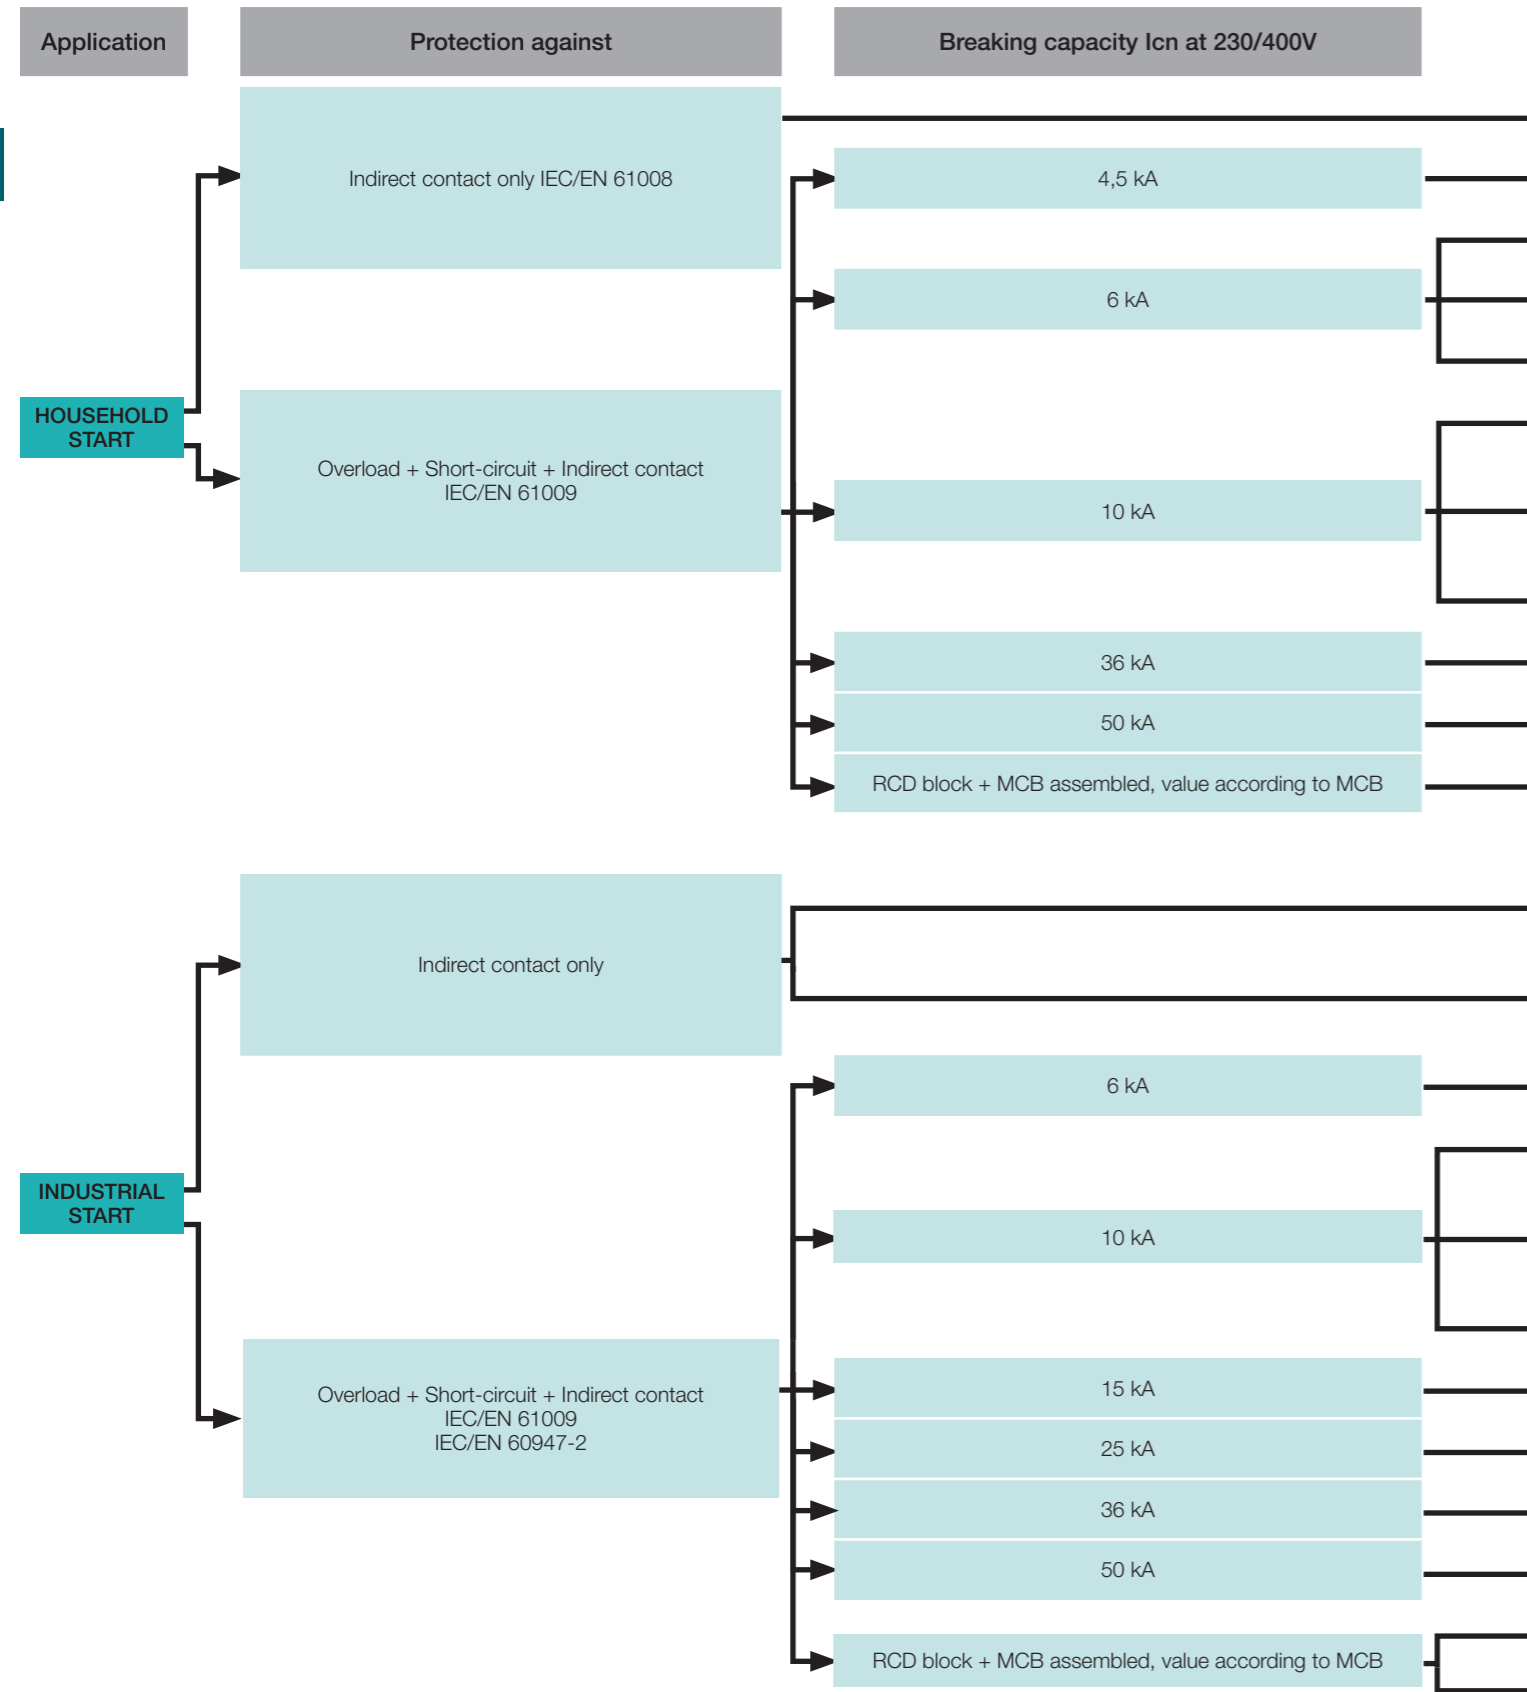 Application
Protection against
Breaking capacity Icn at 230/400V
Indirect contact only IEC/EN 61008
4,5 kA
6 kA
HOUSEHOLD
START
Overload + Short-circuit + Indirect contact
IEC/EN 61009
10 kA
36 kA
50 kA
RCD block + MCB assembled, value according to MCB
Indirect contact only
6 kA
INDUSTRIAL
START
10 kA
Overload + Short-circuit + Indirect contact
IEC/EN 61009
IEC/EN 60947-2
15 kA
25 kA
36 kA
50 kA
RCD block + MCB assembled, value according to MCB